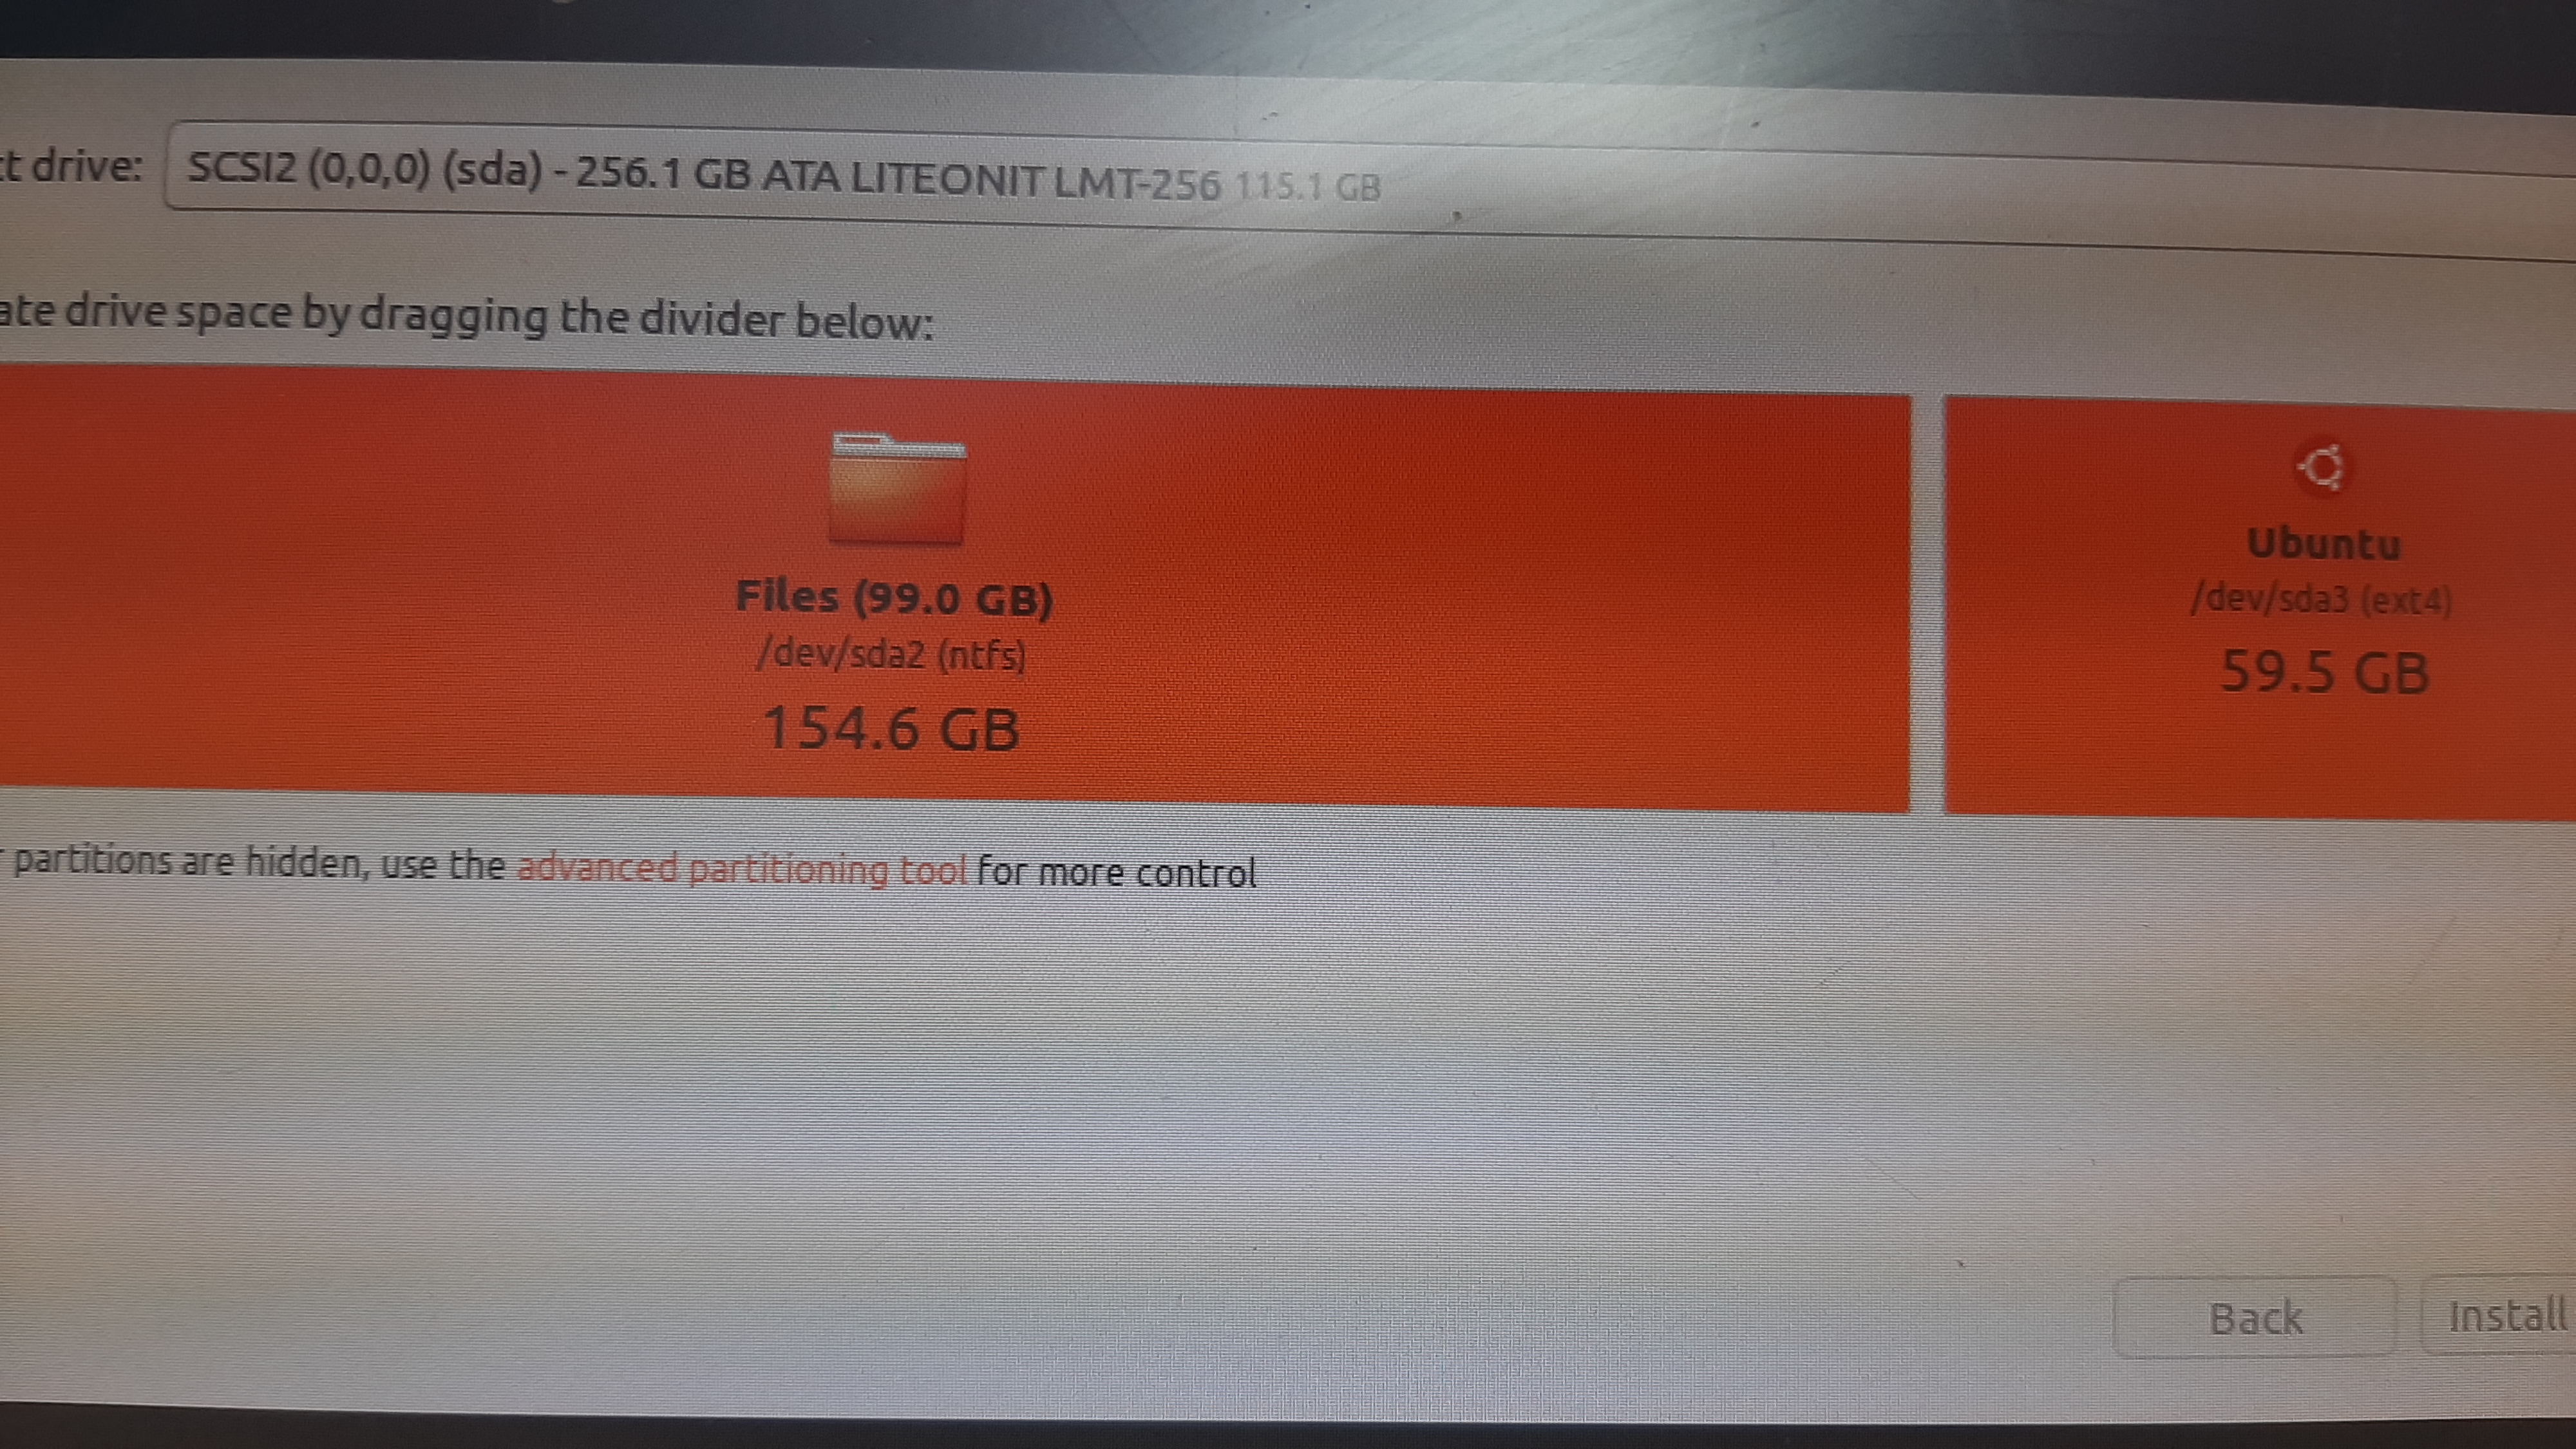 ct drive: SCSI2 (0,0,0) (sda) - 256.1 GB ATA LITEONIT LMT-256 115.1 GB
ate drive space by dragging the divider below:
Files (99.0 GB)
/dev/sda2 (ntfs)
154.6 GB
Ubuntu
/dev/sda3 (ext4)
59.5 GB
partitions are hidden, use the advanced partitioning tool for more control
Back
Install